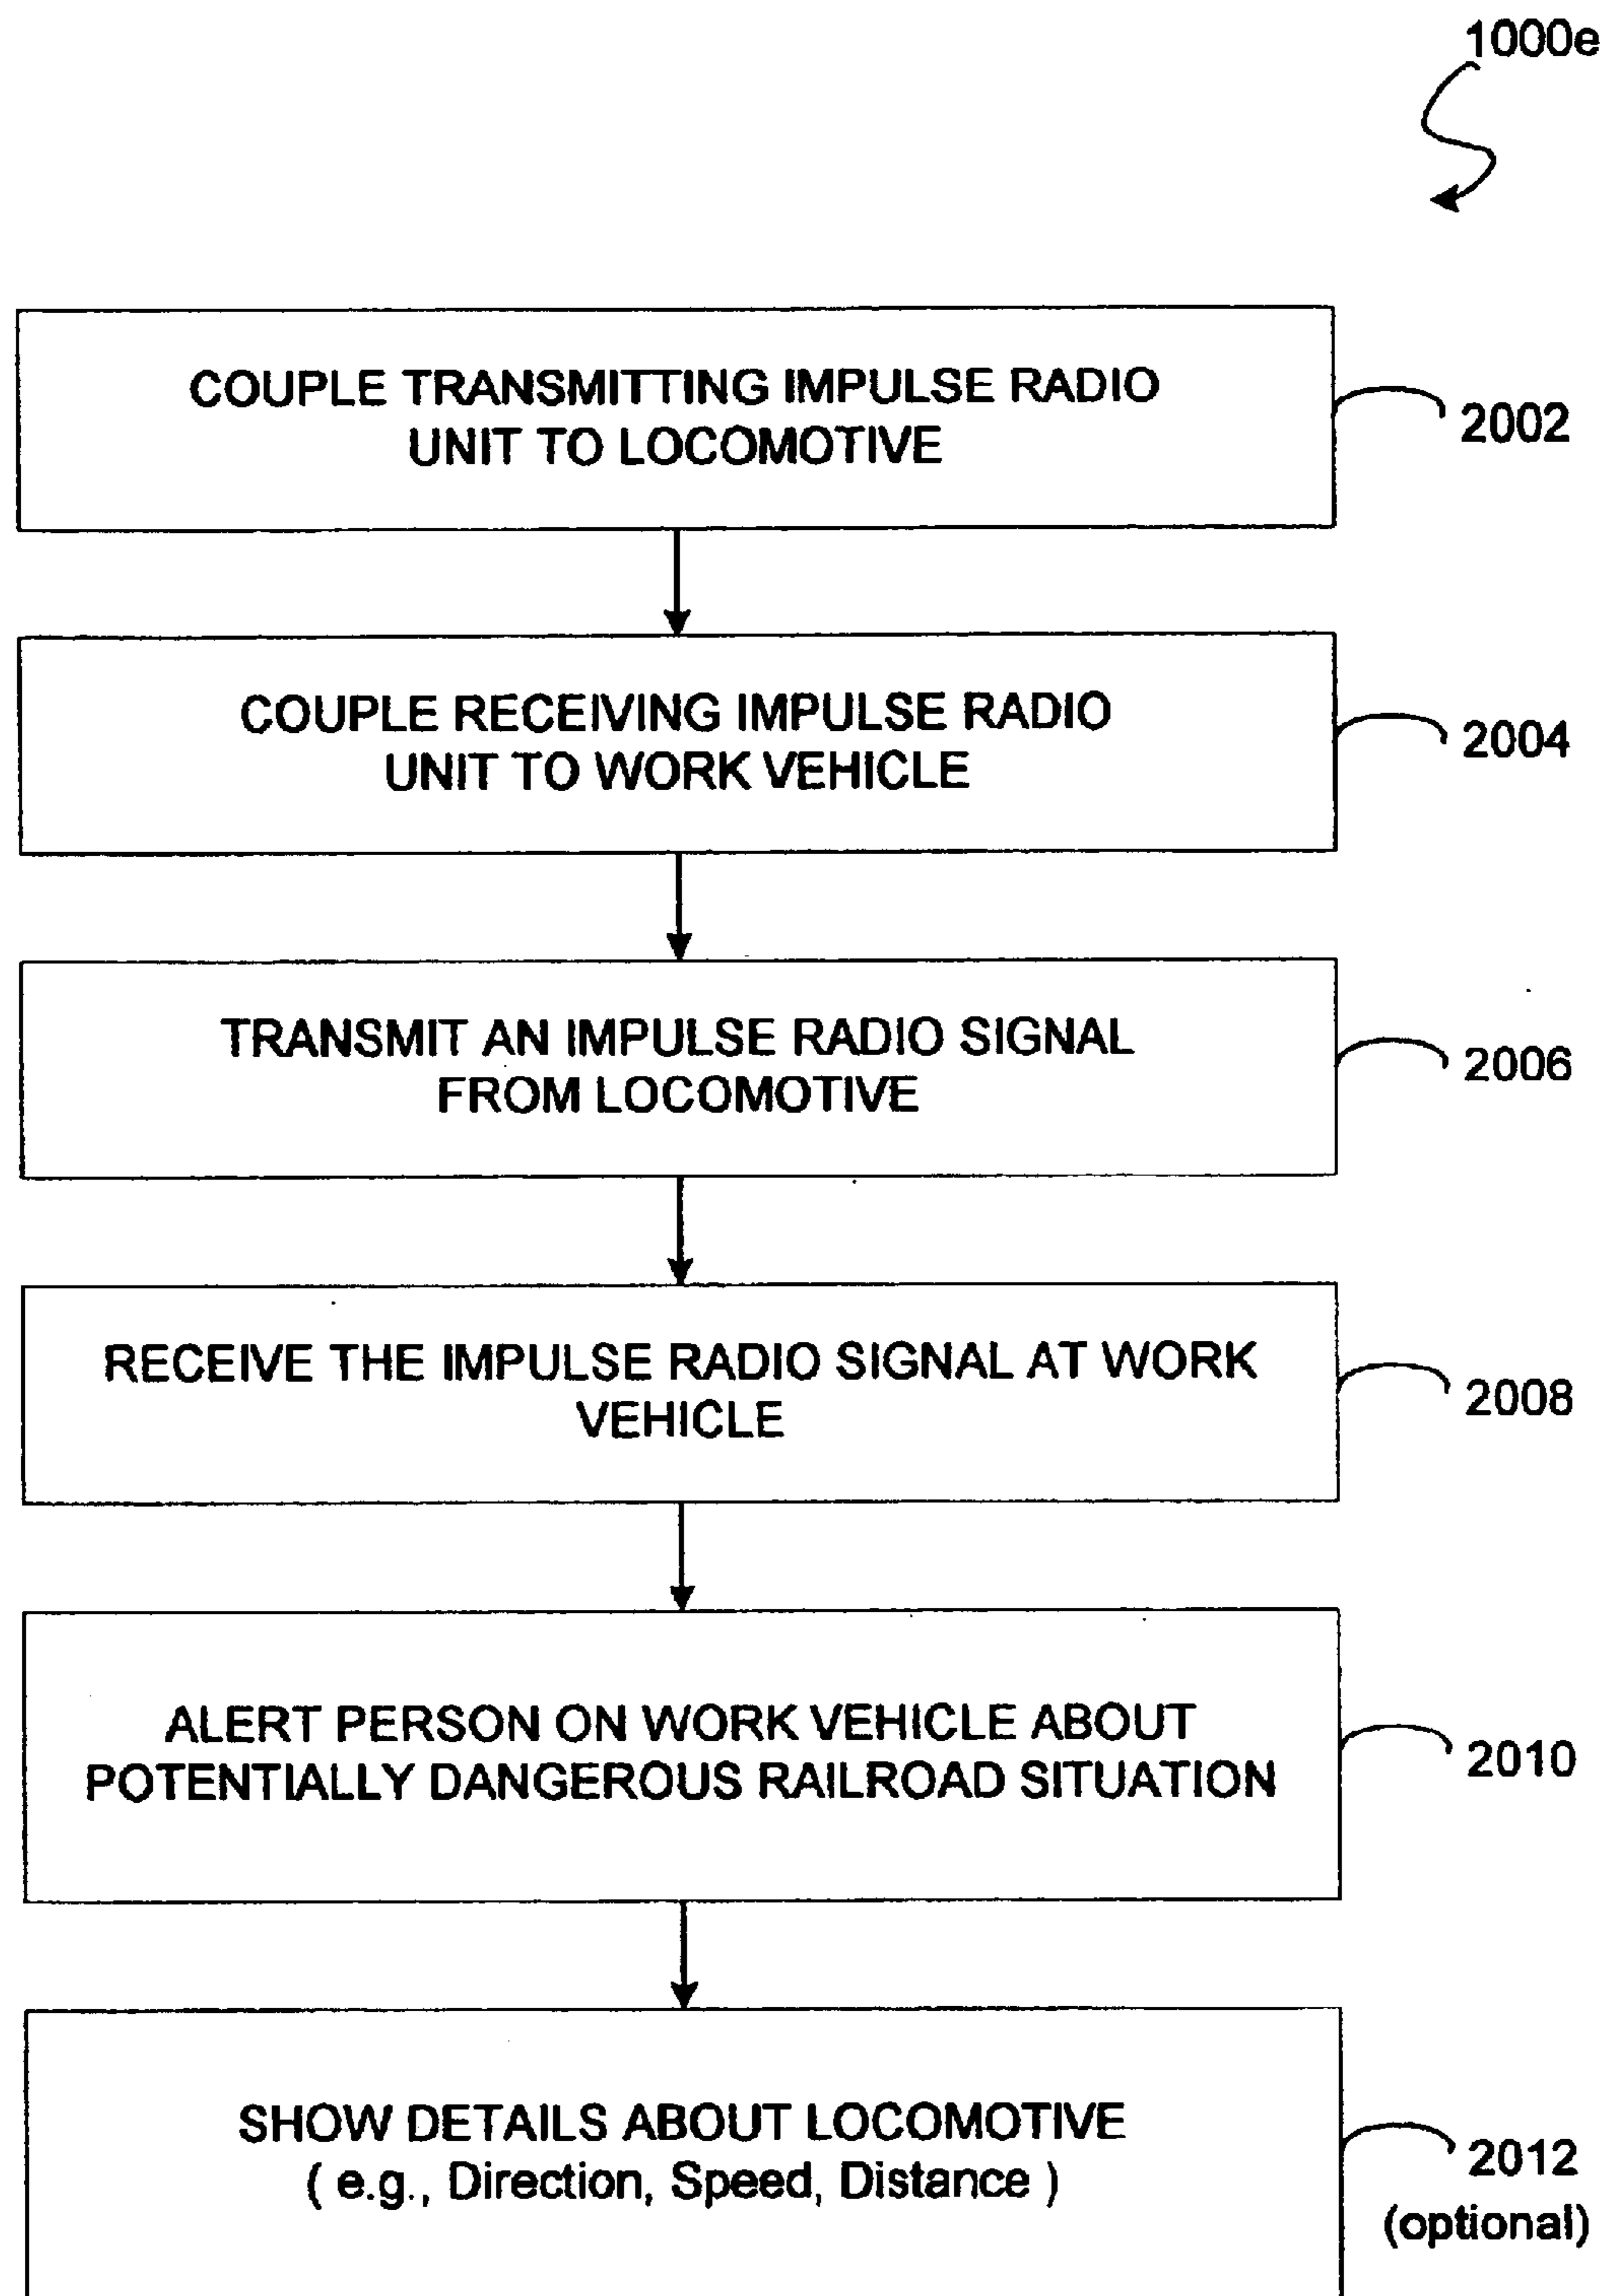 1000e
COUPLE TRANSMITTING IMPULSE RADIO
UNIT TO LOCOMOTIVE
2002
COUPLE RECEIVING IMPULSE RADIO
UNIT TO WORK VEHICLE
2004
TRANSMIT AN IMPULSE RADIO SIGNAL
FROM LOCOMOTIVE
2006
RECEIVE THE IMPULSE RADIO SIGNAL AT WORK
VEHICLE
2008
ALERT PERSON ON WORK VEHICLE ABOUT
POTENTIALLY DANGEROUS RAILROAD SITUATION
2010
SHOW DETAILS ABOUT LOCOMOTIVE
( e.g., Direction, Speed, Distance )
2012
(optional)